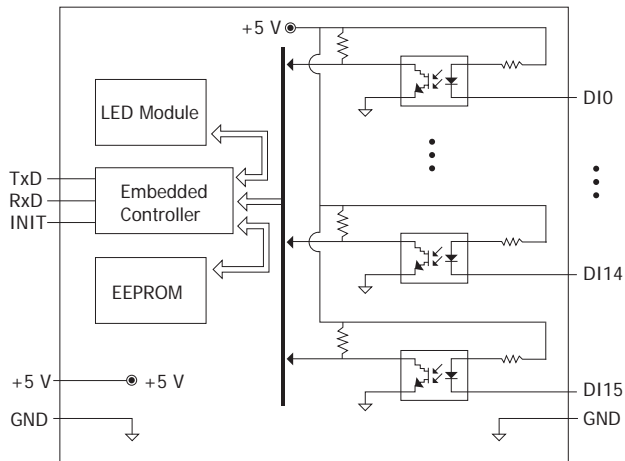 +5 V
LED Module
DI0
TxD
RxD
INIT
Embedded
Controller
DI14
EEPROM
+5 V
+5 V
DI15
GND
GND